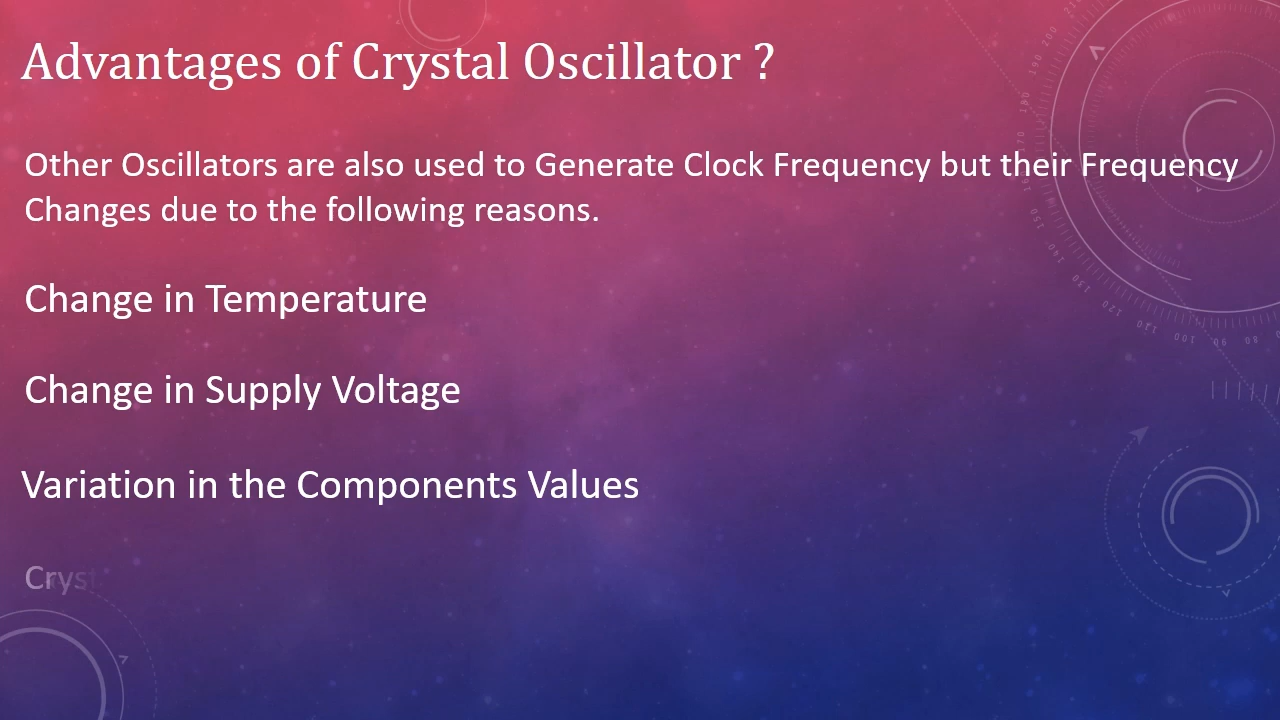 Advantages of Crystal Oscillator ?
Other Oscillators are also used to Generate Clock Frequency but their Frequency
Changes due to the following reasons.
Change in Temperature
Change in Supply Voltage
Variation in the Components Values